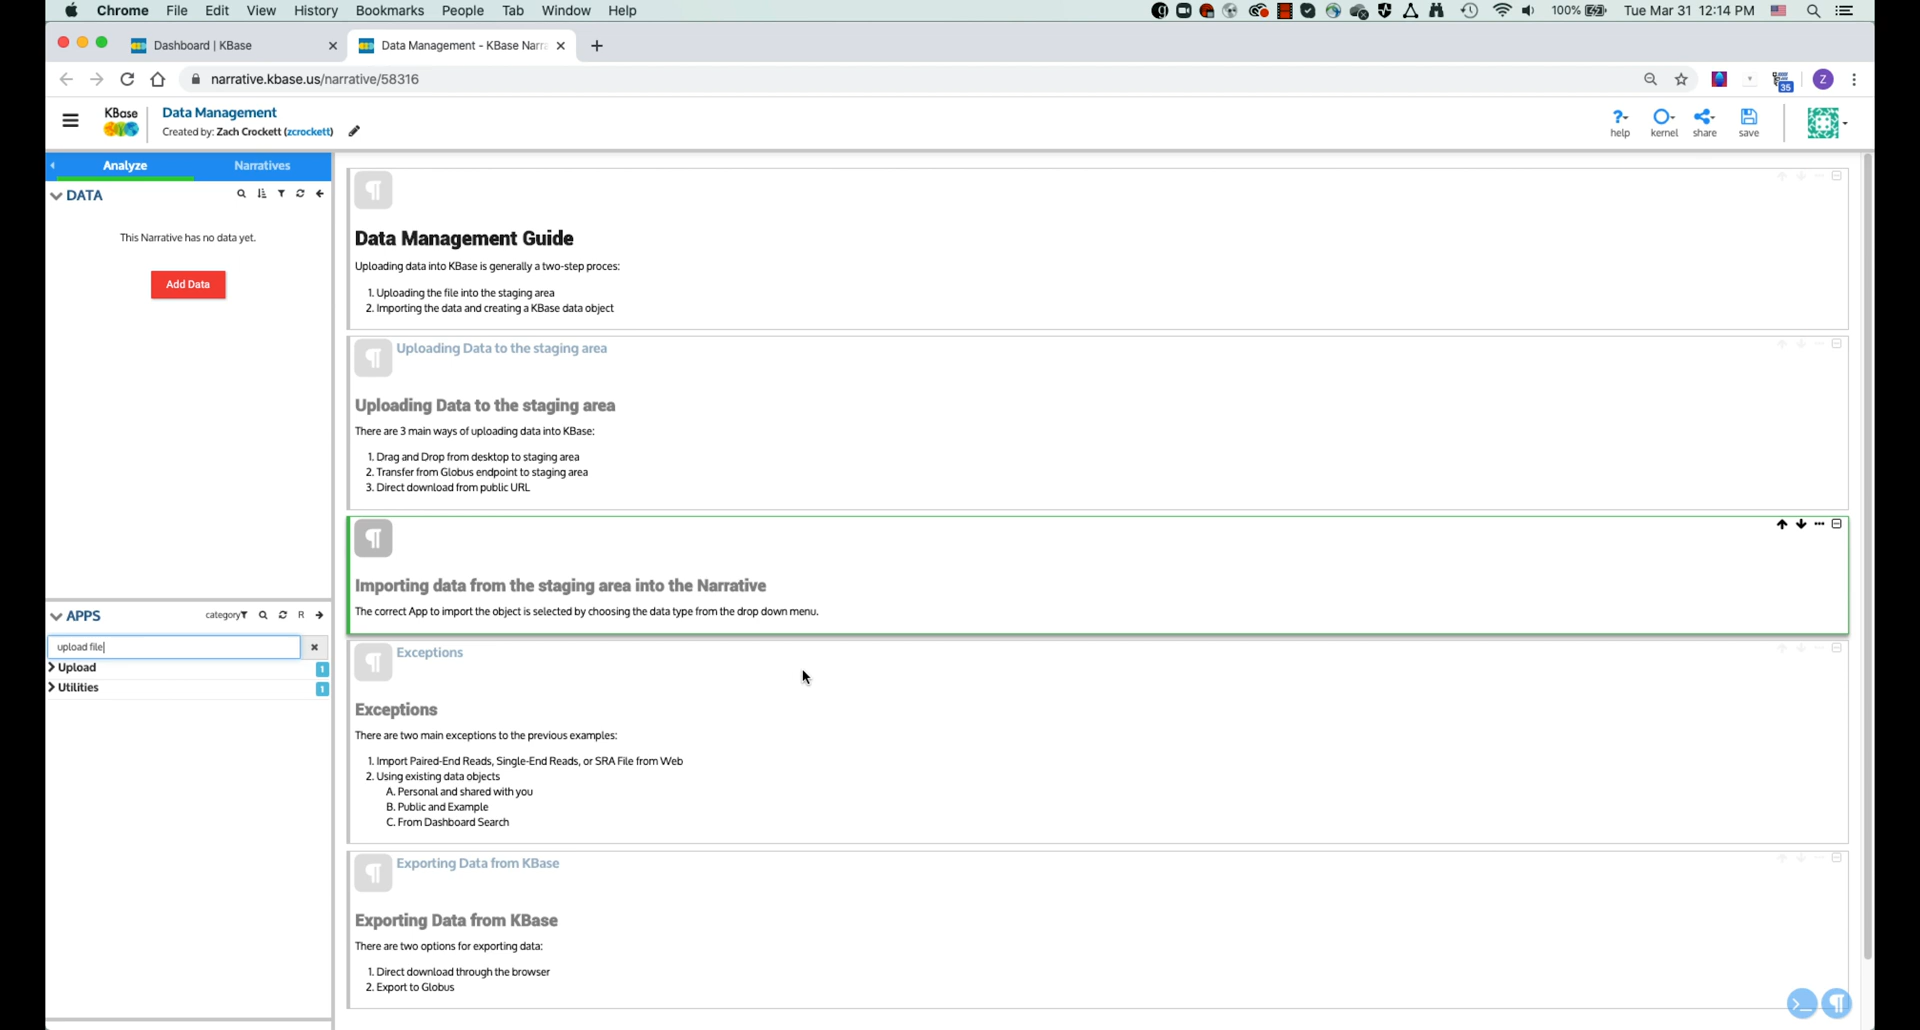 Chrome File Edit View History Bookmarks People Tab Window Help 100% Tue Mar 31 12:14 PM
Dashboard | KBase Data Management - KBase Narra
narrative.kbase.us/narrative/58316 35 Z
KBase Data Management
Created by: Zach Crockett (zcrockett)
help kernel share save
Analyze Narratives
DATA
This Narrative has no data yet.
Add Data
APPS category R
upload file
Upload 1
Utilities 1
Data Management Guide
Uploading data into KBase is generally a two-step proces:
1. Uploading the file into the staging area
2. Importing the data and creating a KBase data object
Uploading Data to the staging area
Uploading Data to the staging area
There are 3 main ways of uploading data into KBase:
1. Drag and Drop from desktop to staging area
2. Transfer from Globus endpoint to staging area
3. Direct download from public URL
Importing data from the staging area into the Narrative
The correct App to import the object is selected by choosing the data type from the drop down menu.
Exceptions
Exceptions
There are two main exceptions to the previous examples:
1. Import Paired-End Reads, Single-End Reads, or SRA File from Web
2. Using existing data objects
A. Personal and shared with you
B. Public and Example
C. From Dashboard Search
Exporting Data from KBase
Exporting Data from KBase
There are two options for exporting data:
1. Direct download through the browser
2. Export to Globus